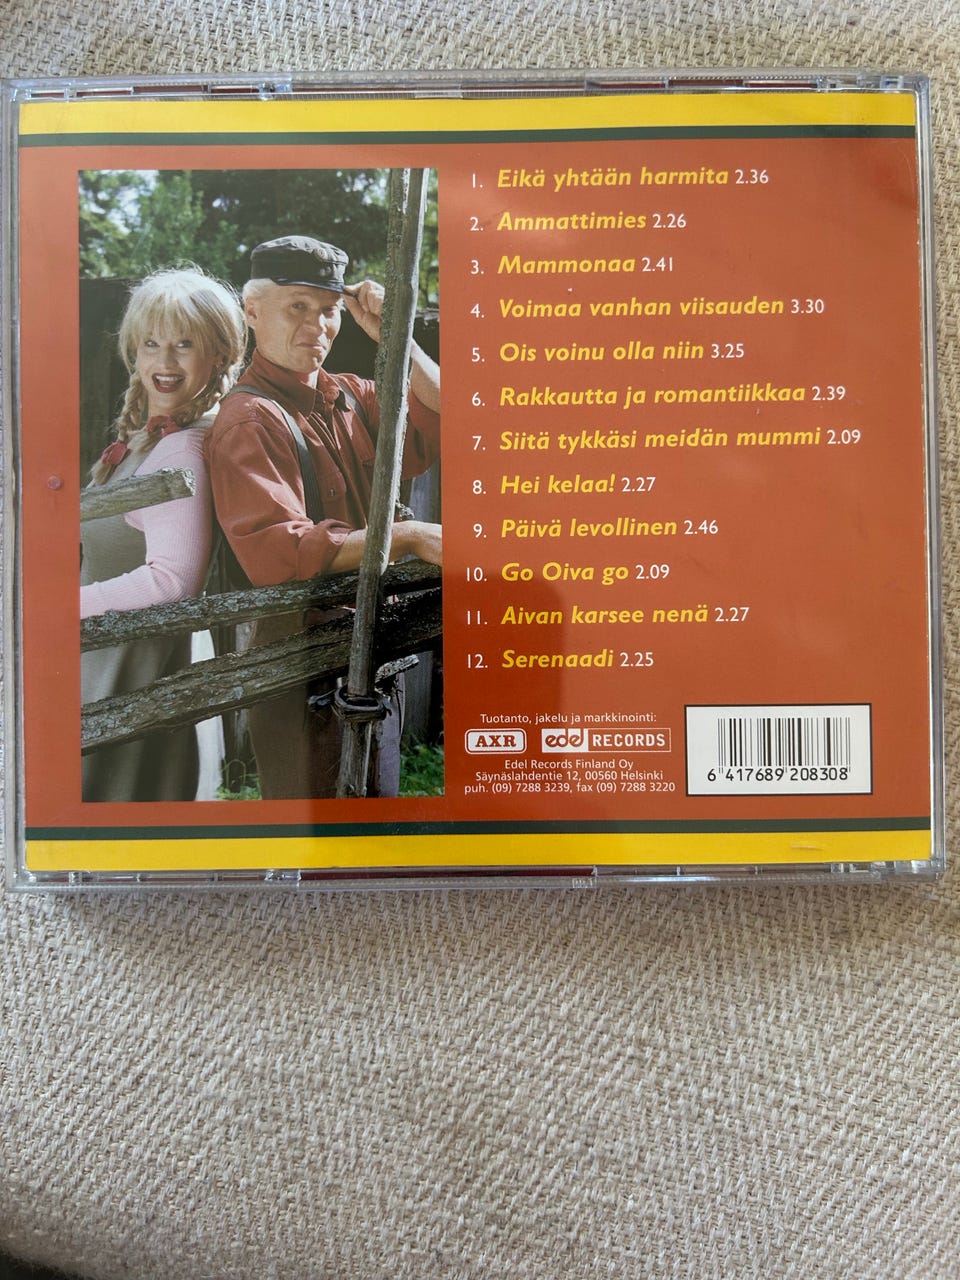 1. Eikä yhtään harmita 2.36
2. Ammattimies 2.26
3. Mammonaa 2.41
4. Voimaa vanhan viisauden 3.30
5. Ois voinu olla niin 3.25
6. Rakkautta ja romantiikkaa 2.39
7. Siitä tykkäsi meidän mummi 2.09
8. Hei kelaa! 2.27
9. Päivä levollinen 2.46
10. Go Oiva go 2.09
11. Aivan karsee nenä 2.27
12. Serenaadi 2.25
Tuotanto, jakelu ja markkinointi:
AXR edel RECORDS
Edel Records Finland Oy
Säynäslahdentie 12, 00560 Helsinki
puh. (09) 7288 3239, fax (09) 7288 3220
6 417689 208308